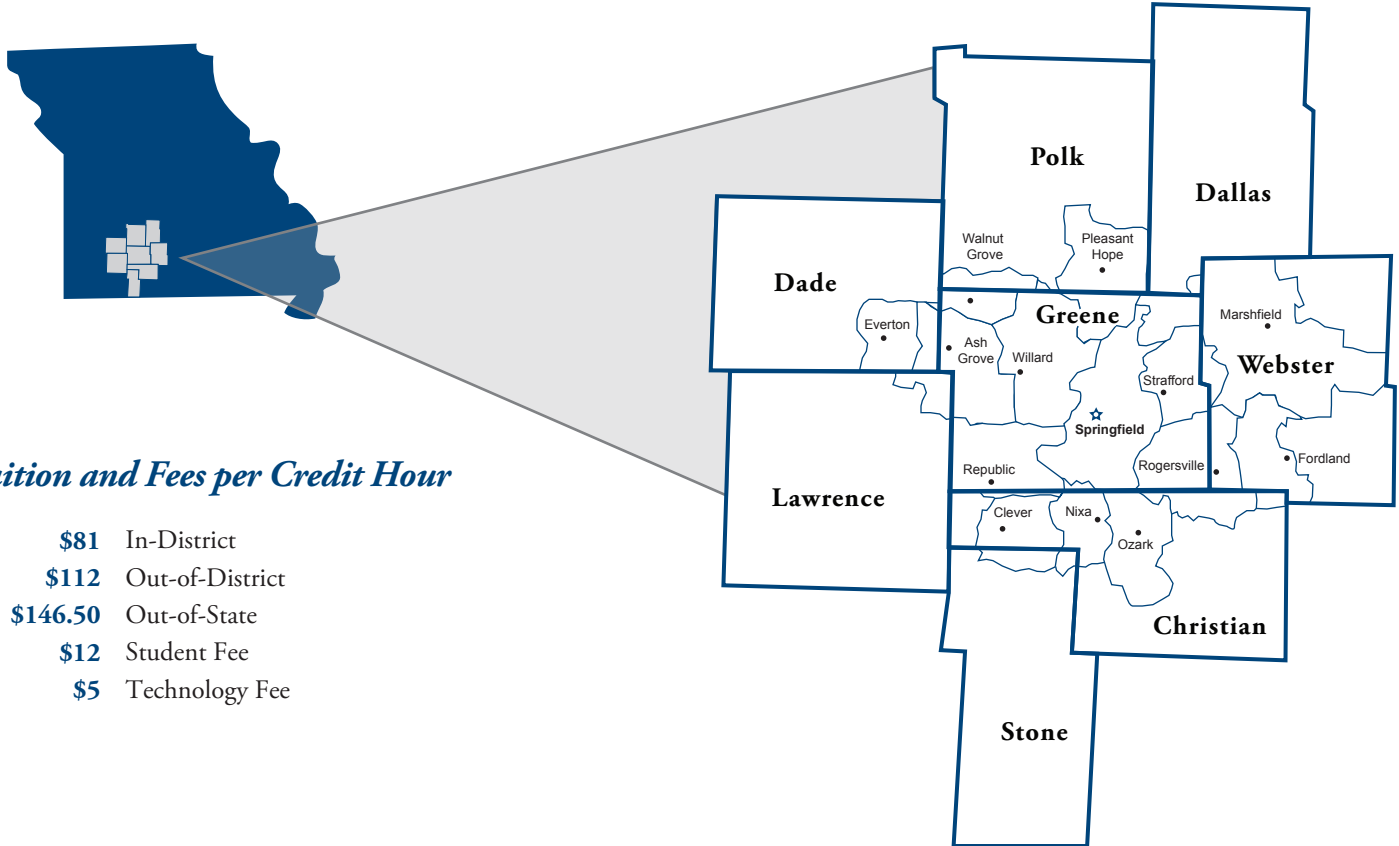 Polk
Dallas
Walnut
Grove
Pleasant
Hope
Dade
Greene
Marshfield
Everton
Ash
Grove
Willard
Webster
Strafford
Springfield
Rogersville
Fordland
Republic
Lawrence
Clever
Nixa
Ozark
Christian
Stone
uition and Fees per Credit Hour
$81 In-District
$112 Out-of-District
$146.50 Out-of-State
$12 Student Fee
$5 Technology Fee